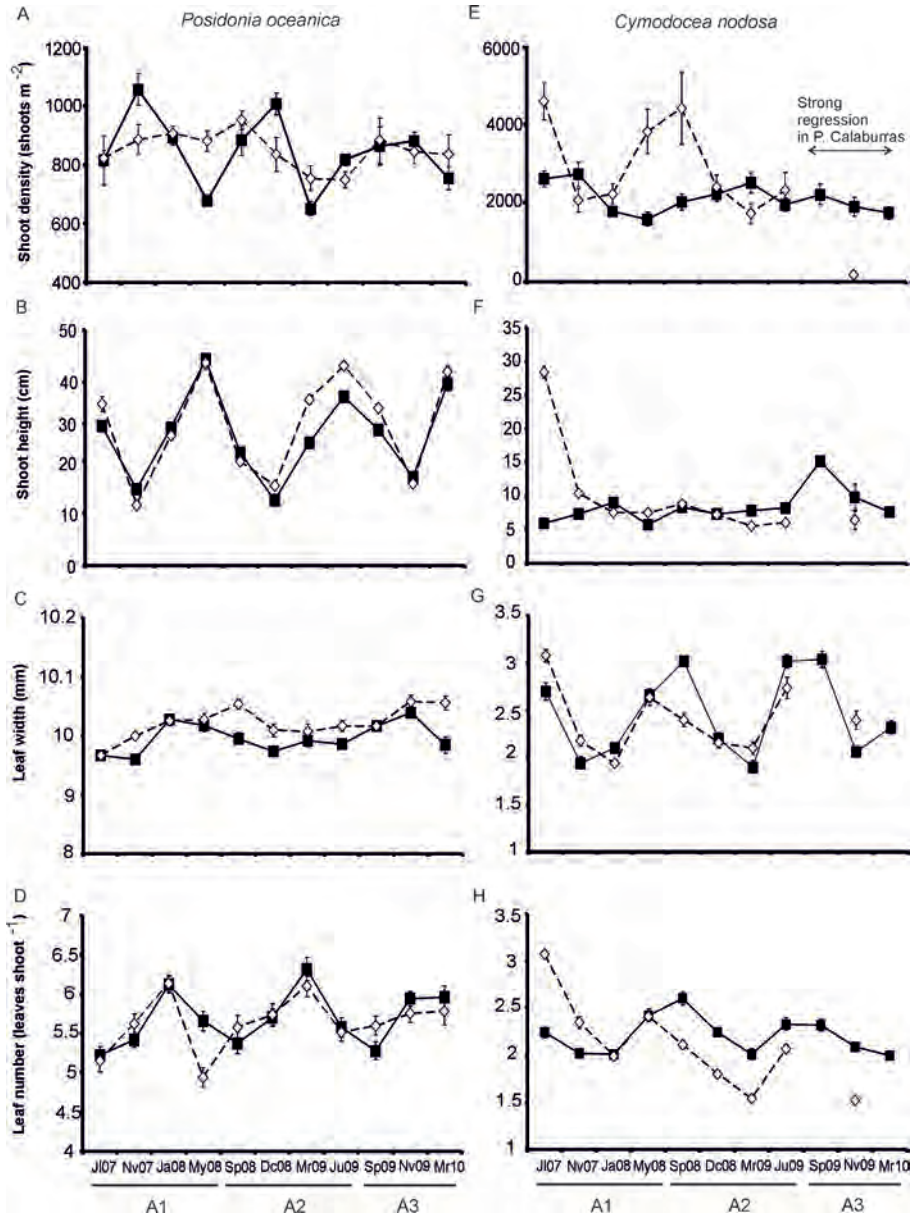 A
Posidonia oceanica
Shoot density (shoots m -2)
1200
1000
800
600
400
B
Shoot height (cm)
50
40
30
20
10
0
C
Leaf width (mm)
10.2
10.1
10
9
8
D
Leaf number (leaves shoot -1)
7
6.5
6
5.5
5
4.5
4
Jl07 Nv07 Ja08 My08 Sp08 Dc08 Mr09 Ju09 Sp09 Nv09 Mr10
A1 A2 A3
E
Cymodocea nodosa
6000
4000
2000
0
Strong
regression
in P. Calaburras
F
35
30
25
20
15
10
5
0
G
3.5
3
2.5
2
1.5
1
H
3.5
3
2.5
2
1.5
1
Jl07 Nv07 Ja08 My08 Sp08 Dc08 Mr09 Ju09 Sp09 Nv09 Mr10
A1 A2 A3